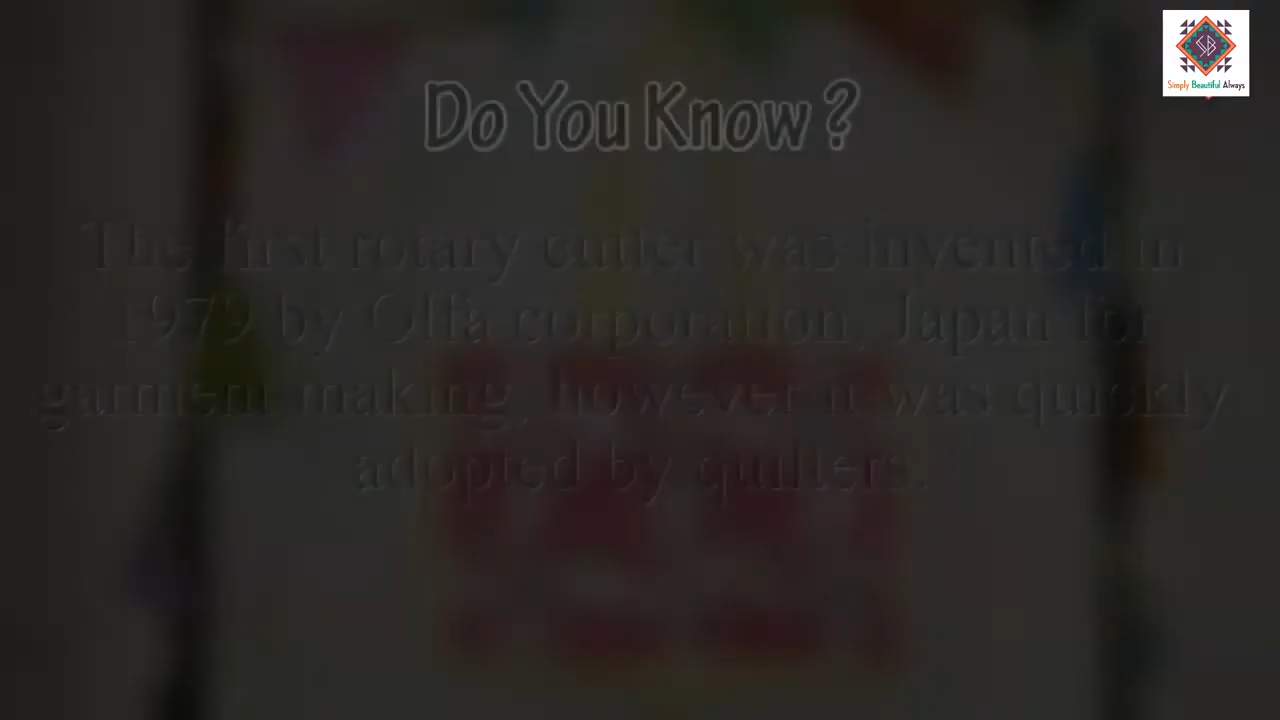 SB
Simply Beautiful Always
Do You Know ?
The first rotary cutter was invented in
1979 by Olfa corporation, Japan for
garment making, however it was quickly
adopted by quilters.